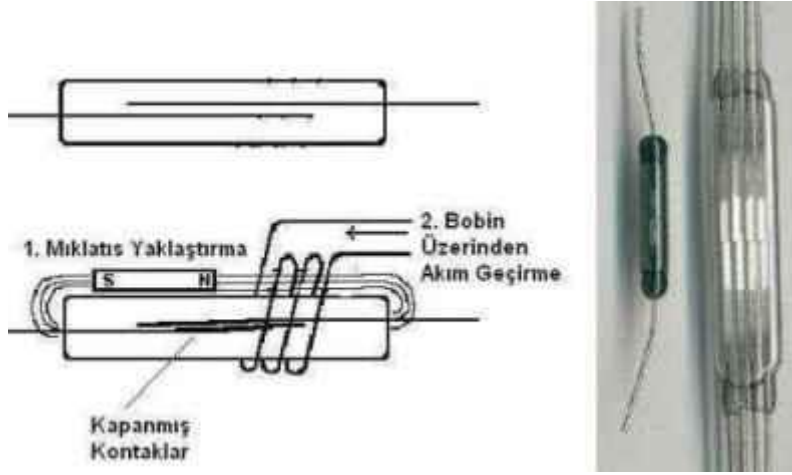 1. Mıklatıs Yaklaştırma
S N
2. Bobin
Üzerinden
Akım Geçirme
Kapanmış
Kontaklar